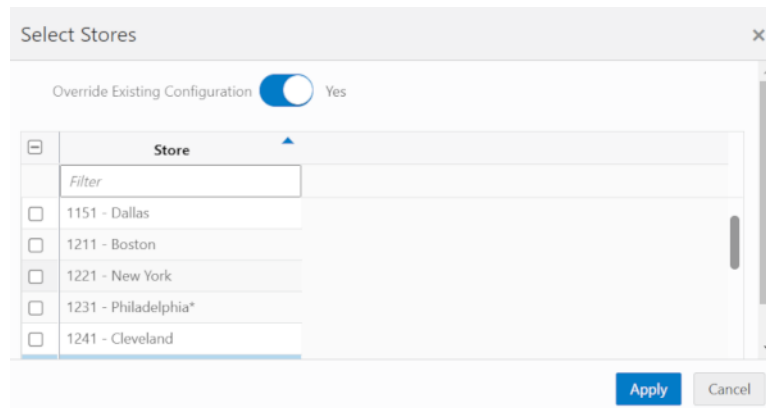 Select Stores
Override Existing Configuration Yes
Store
Filter
1151 - Dallas
1211 - Boston
1221 - New York
1231 - Philadelphia*
1241 - Cleveland
Apply Cancel